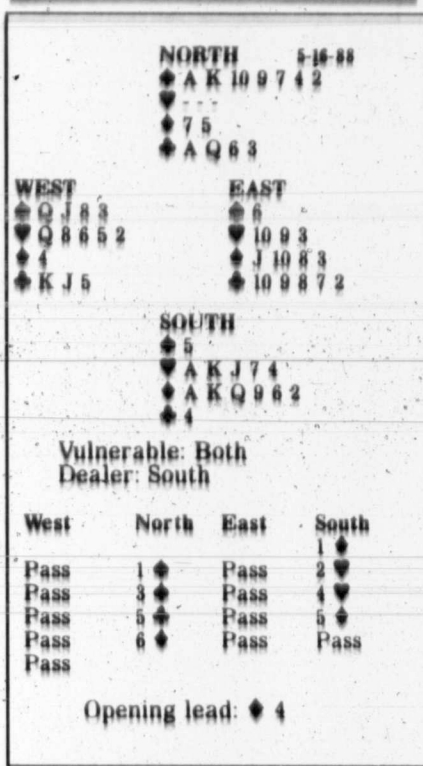 NORTH 5-16-88
♠ A K 10 9 7 4 2
♥ - - -
♦ 7 5
♣ A Q 6 3
WEST EAST
♠ Q J 8 3 ♠ 6
♥ Q 8 6 5 2 ♥ 10 9 3
♦ 4 ♦ J 10 8 3
♣ K J 5 ♣ 10 9 8 7 2
SOUTH
♠ 5
♥ A K J 7 4
♦ A K Q 9 6 2
♣ 4
Vulnerable: Both
Dealer: South
West North East South
1 ♦
Pass 1 ♠ Pass 2 ♥
Pass 3 ♠ Pass 4 ♥
Pass 5 Pass 5
Pass 6 ♦ Pass Pass
Pass
Opening lead: ♦ 4